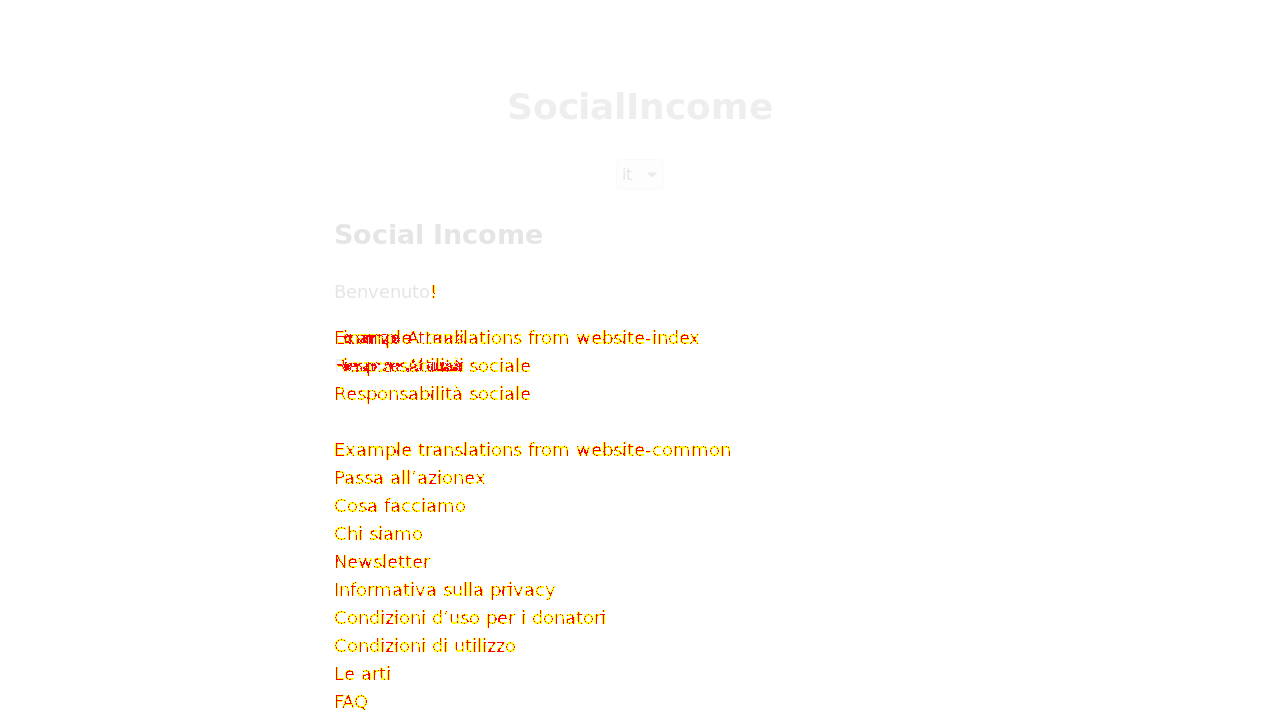 SocialIncome
it
Social Income
Benvenuto!
Example translations from website-index
Responsabilità sociale
Responsabilità sociale
Example translations from website-common
Passa all'azionex
Cosa facciamo
Chi siamo
Newsletter
Informativa sulla privacy
Condizioni d'uso per i donatori
Condizioni di utilizzo
Le arti
FAQ